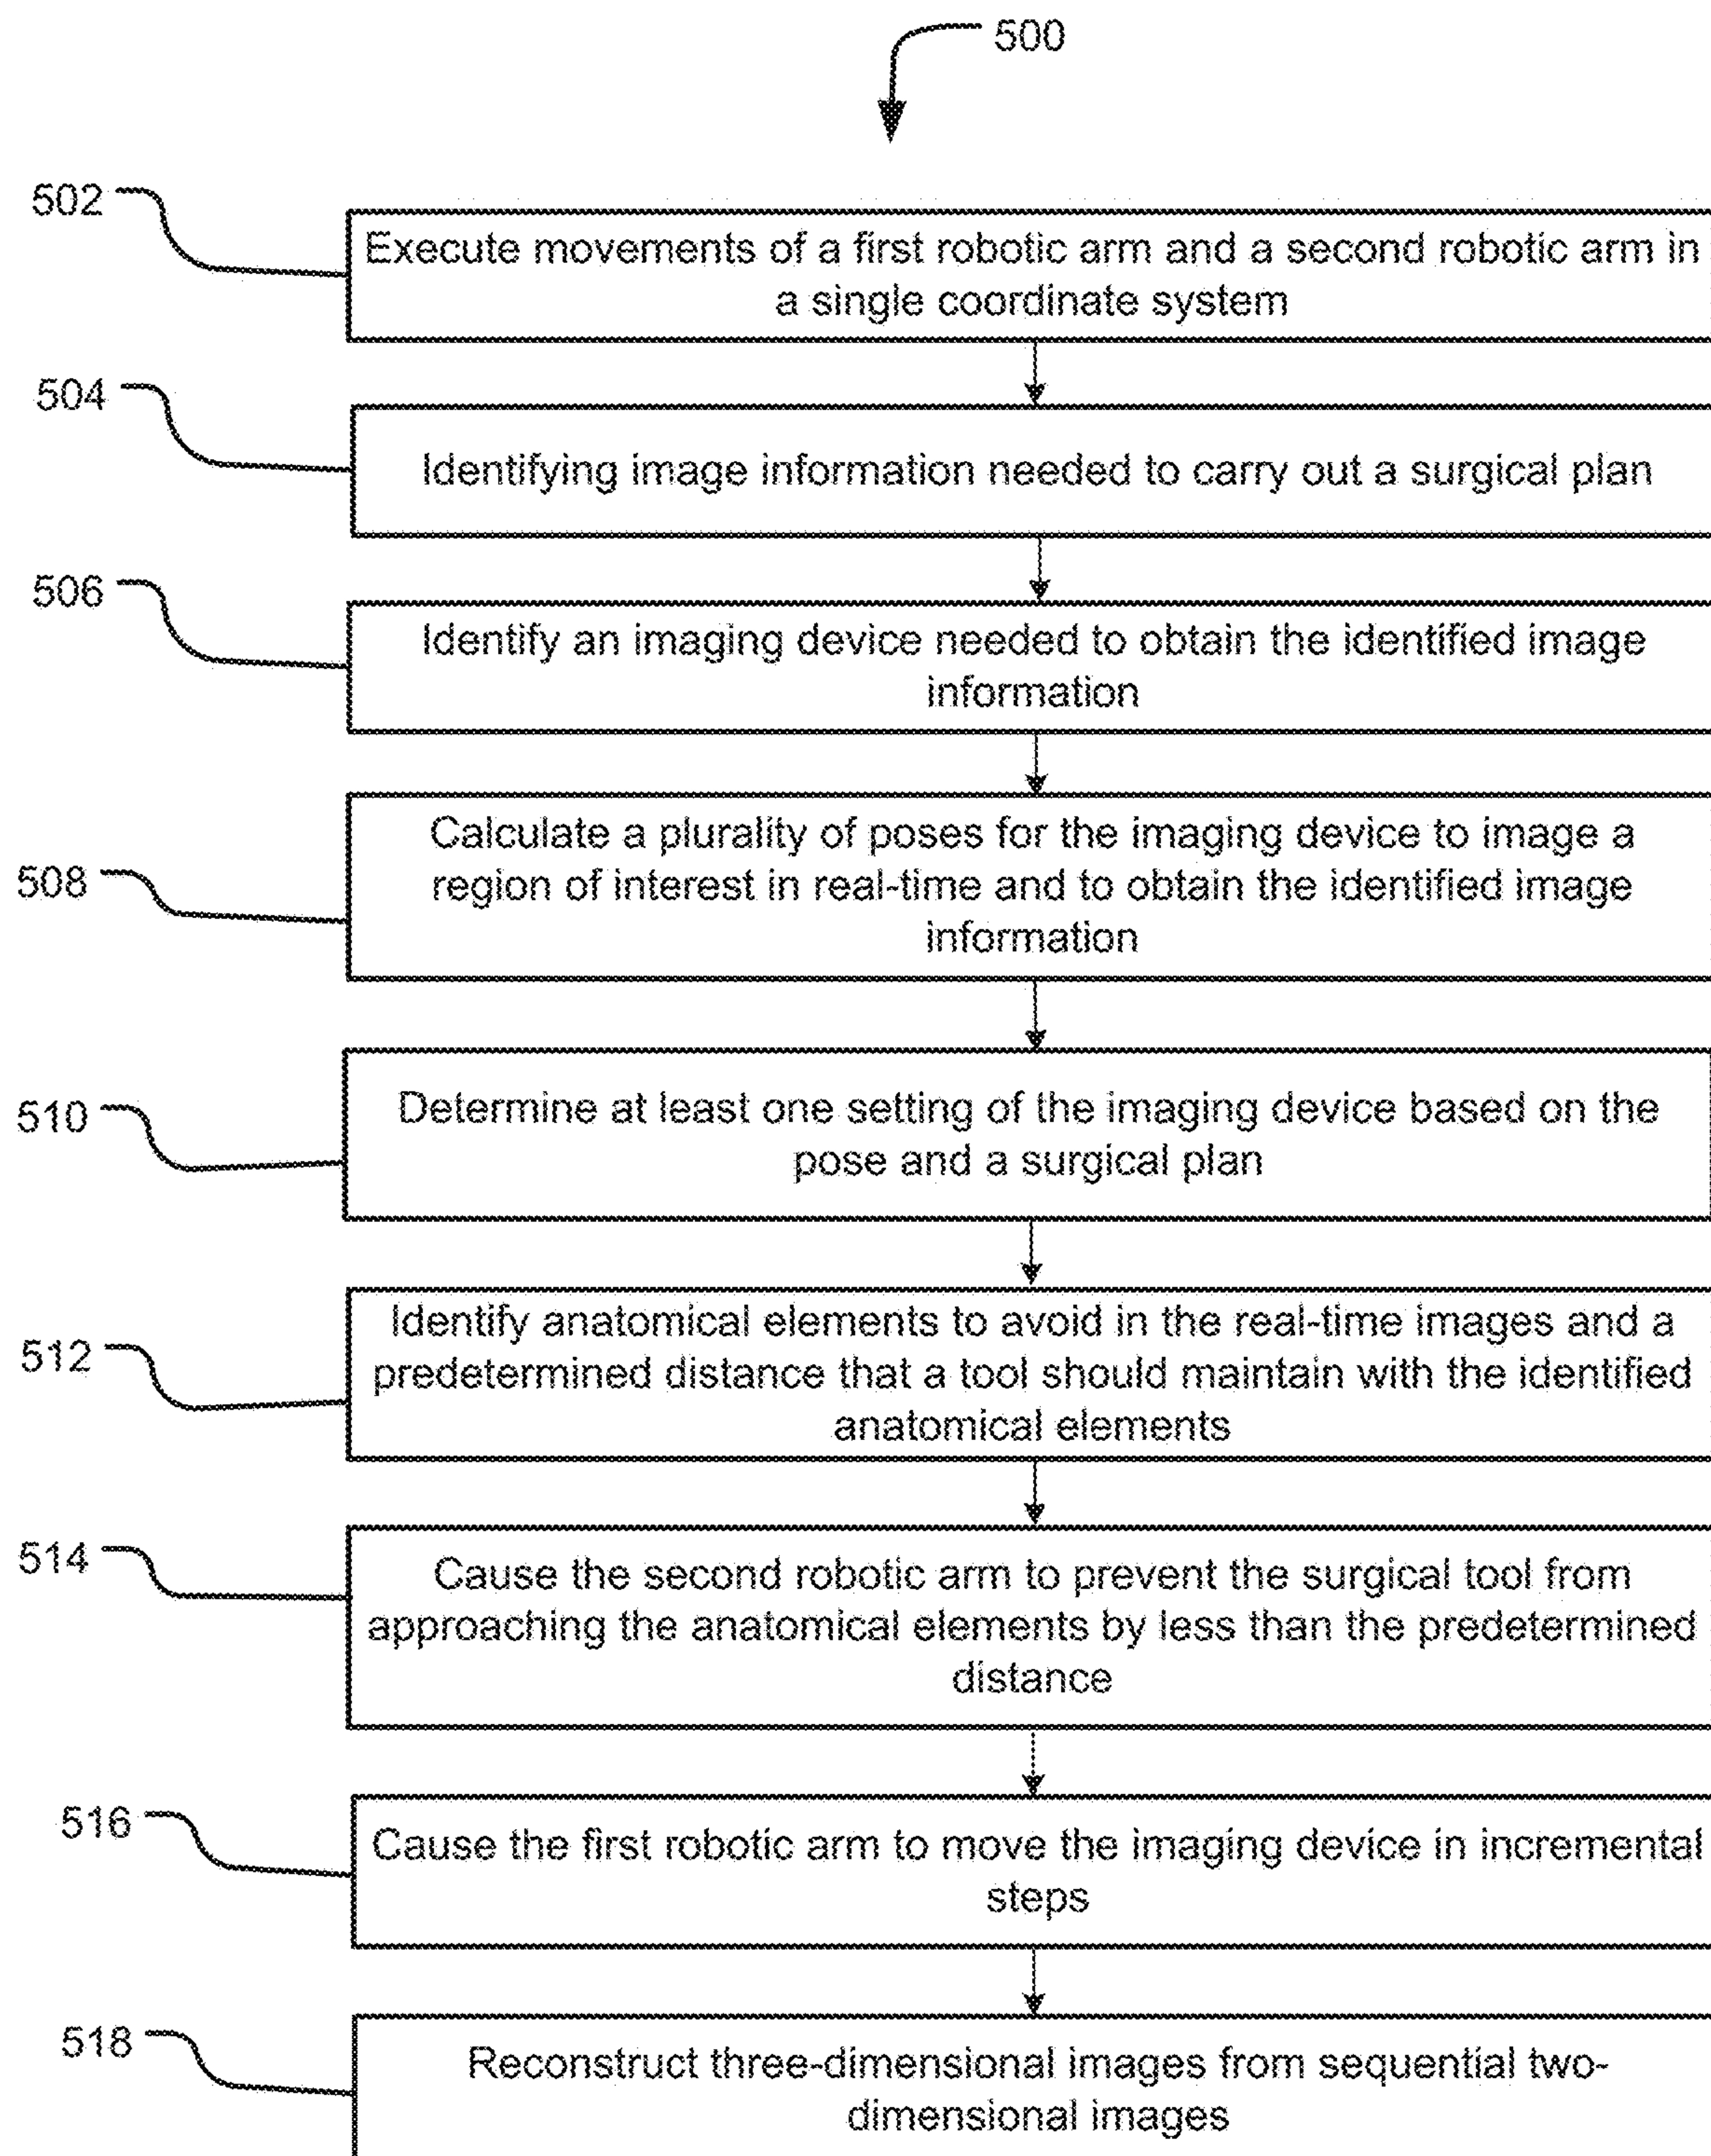 500
502
Execute movements of a first robotic arm and a second robotic arm in
a single coordinate system
504
Identifying image information needed to carry out a surgical plan
506
Identify an imaging device needed to obtain the identified image
information
508
Calculate a plurality of poses for the imaging device to image a
region of interest in real-time and to obtain the identified image
information
510
Determine at least one setting of the imaging device based on the
pose and a surgical plan
512
Identify anatomical elements to avoid in the real-time images and a
predetermined distance that a tool should maintain with the identified
anatomical elements
514
Cause the second robotic arm to prevent the surgical tool from
approaching the anatomical elements by less than the predetermined
distance
516
Cause the first robotic arm to move the imaging device in incremental
steps
518
Reconstruct three-dimensional images from sequential two-
dimensional images